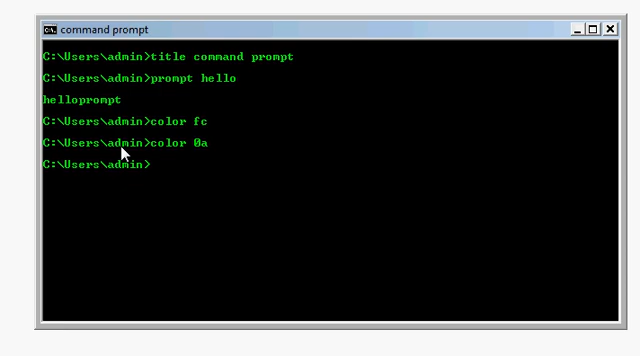 command prompt
C:\Users\admin>title command prompt
C:\Users\admin>prompt hello
helloprompt
C:\Users\admin>color fc
C:\Users\admin>color 0a
C:\Users\admin>